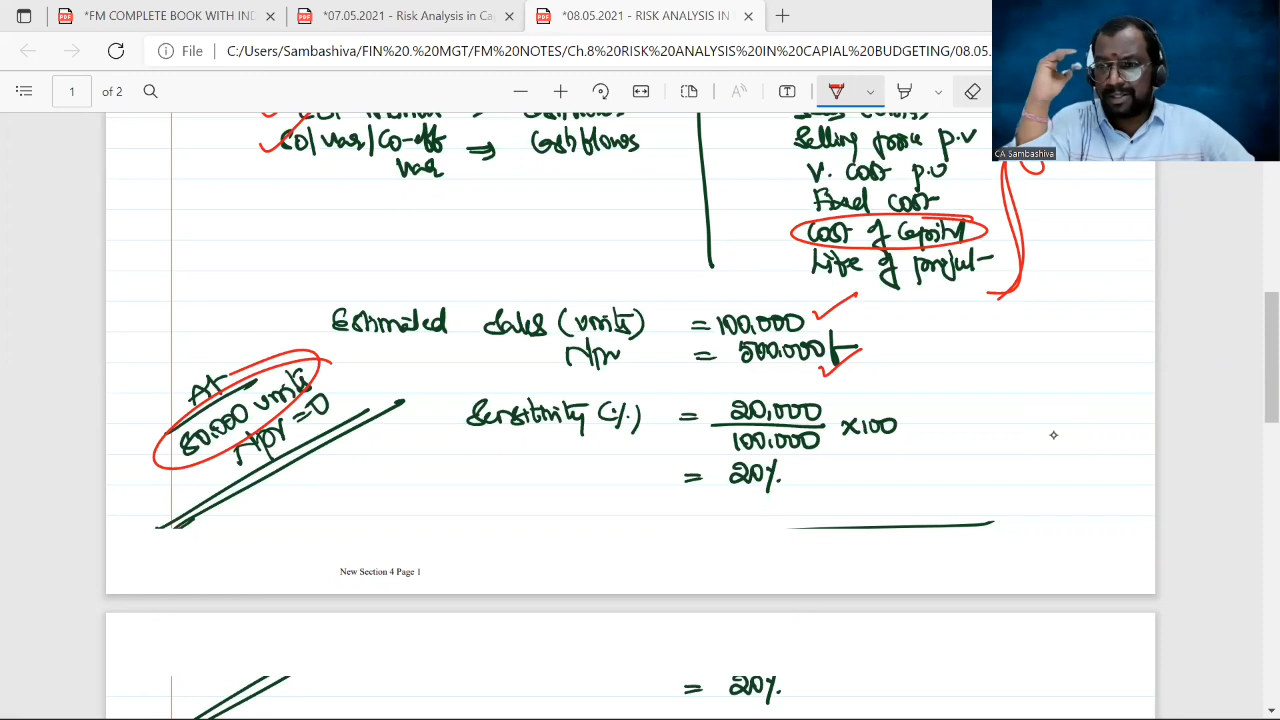 *FM COMPLETE BOOK WITH IND
*07.05.2021 - Risk Analysis in Ca
*08.05.2021 - RISK ANALYSIS IN
File
C:/Users/Sambashiva/FIN%20.%20MGT/FM%20NOTES/Ch.8%20RISK%20ANALYSIS%20IN%20CAPIAL%20BUDGETING/08.05.
1 of 2
CA Sambashiva
Co-off
var
Cashflows
Selling price p.u
V. cost p.u
Fixed cost
Cost of Capital
Life of project
Estimated Sales (units) = 100,000
Npv = 500,000
At
80,000 units
Npv = 0
Sensitivity (%) = 20,000
100,000
x100
= 20%
New Section 4 Page 1
= 20%